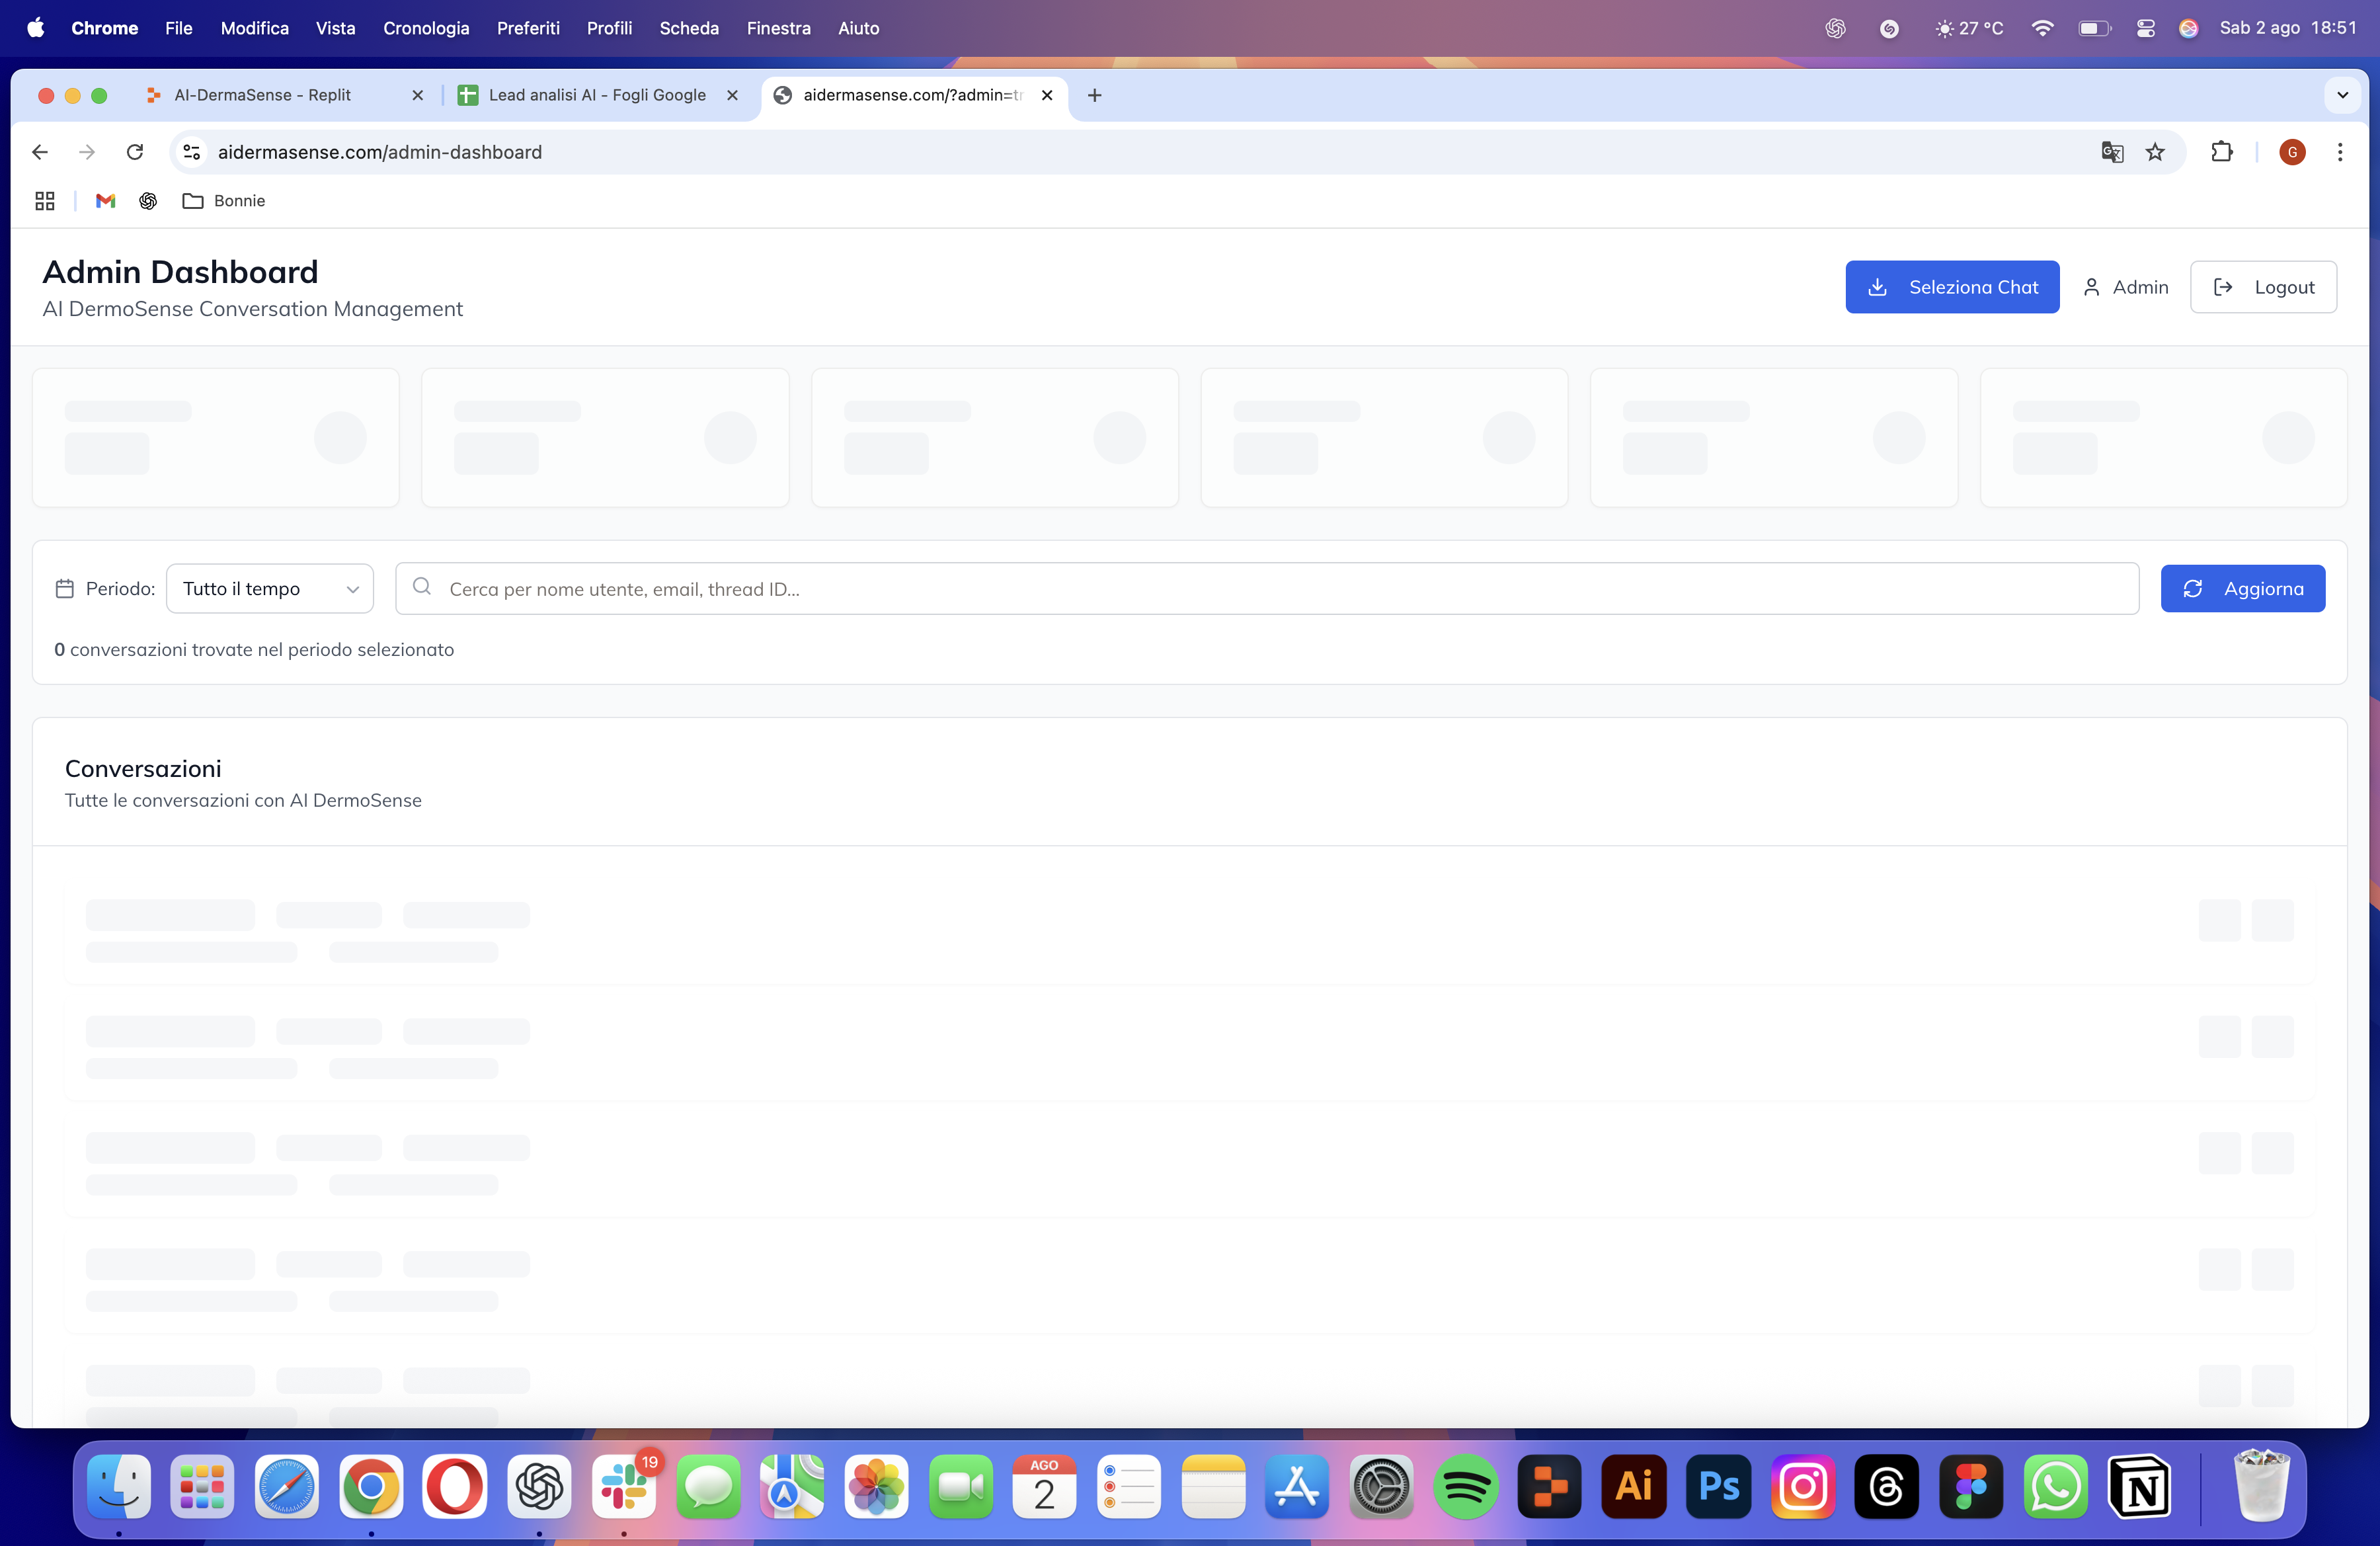 Chrome File Modifica Vista Cronologia Preferiti Profili Scheda Finestra Aiuto 27 °C Sab 2 ago 18:51
AI-DermaSense - Replit Lead analisi AI - Fogli Google aidermasense.com/?admin=tr
aidermasense.com/admin-dashboard G
Bonnie
Admin Dashboard
AI DermoSense Conversation Management
Seleziona Chat Admin Logout
Periodo: Tutto il tempo Cerca per nome utente, email, thread ID... Aggiorna
0 conversazioni trovate nel periodo selezionato
Conversazioni
Tutte le conversazioni con AI DermoSense
19
AGO
2
Ai Ps